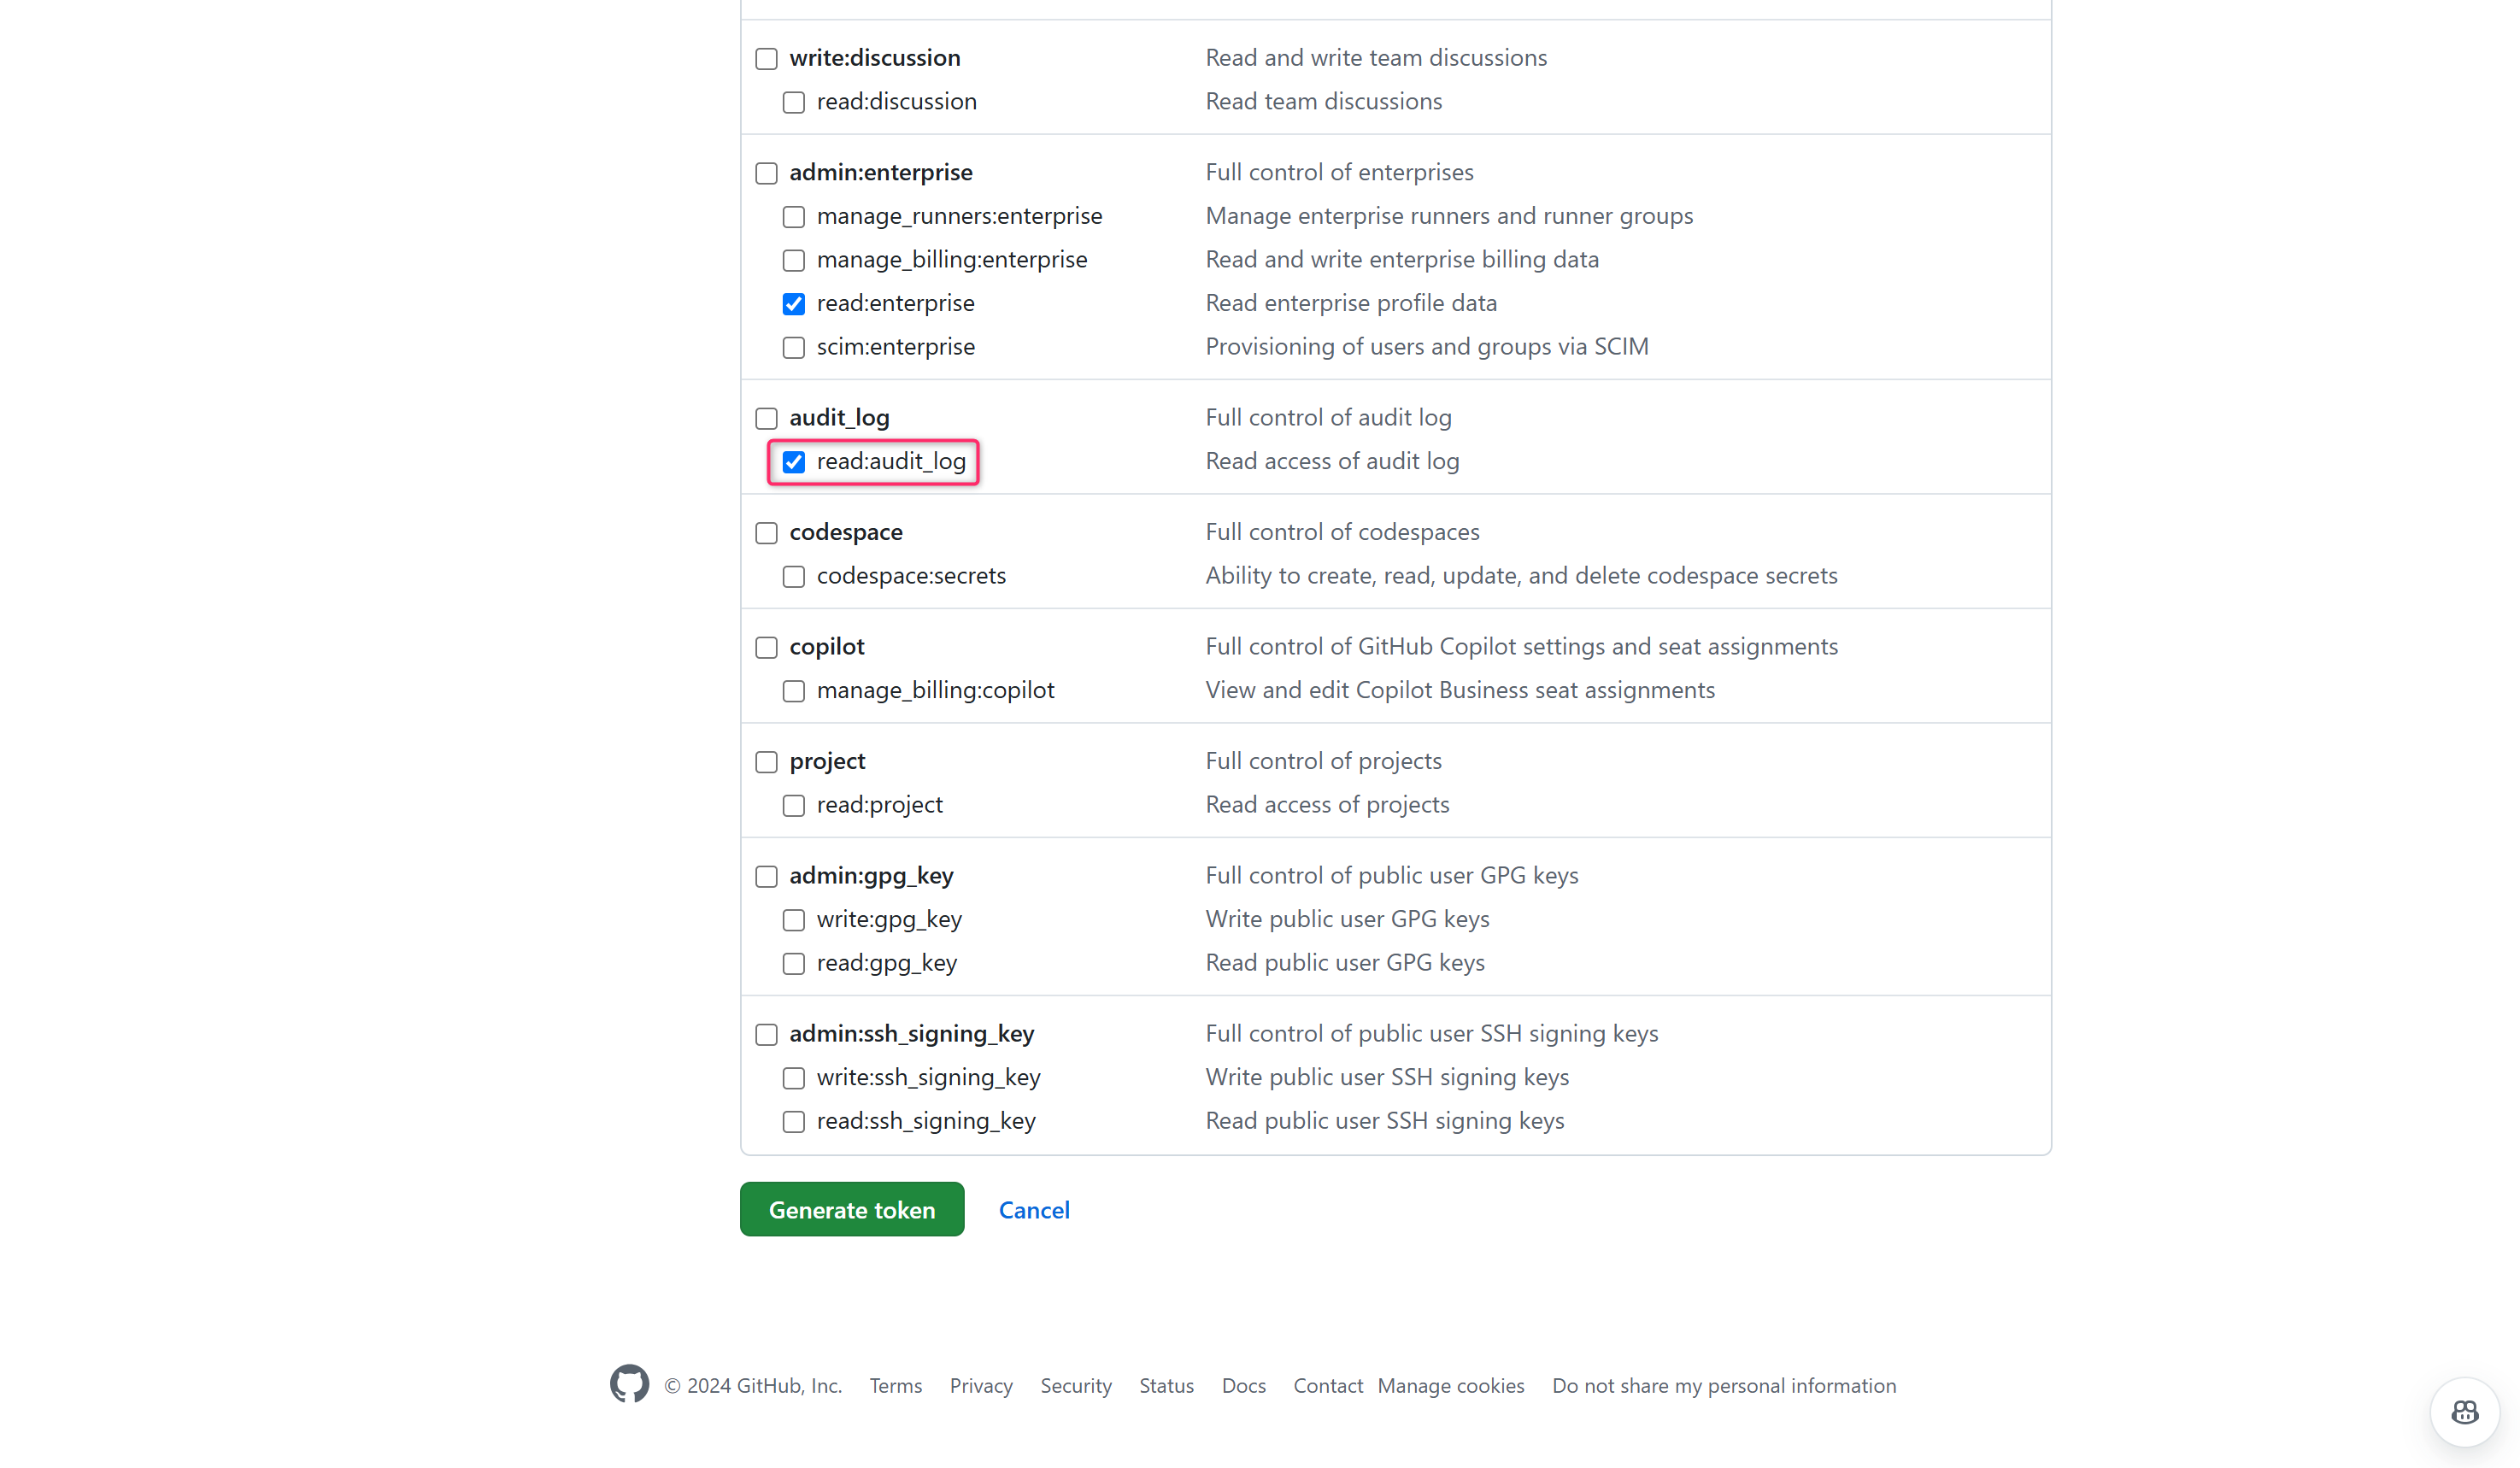 write:discussion Read and write team discussions
read:discussion Read team discussions
admin:enterprise Full control of enterprises
manage_runners:enterprise Manage enterprise runners and runner groups
manage_billing:enterprise Read and write enterprise billing data
read:enterprise Read enterprise profile data
scim:enterprise Provisioning of users and groups via SCIM
audit_log Full control of audit log
read:audit_log Read access of audit log
codespace Full control of codespaces
codespace:secrets Ability to create, read, update, and delete codespace secrets
copilot Full control of GitHub Copilot settings and seat assignments
manage_billing:copilot View and edit Copilot Business seat assignments
project Full control of projects
read:project Read access of projects
admin:gpg_key Full control of public user GPG keys
write:gpg_key Write public user GPG keys
read:gpg_key Read public user GPG keys
admin:ssh_signing_key Full control of public user SSH signing keys
write:ssh_signing_key Write public user SSH signing keys
read:ssh_signing_key Read public user SSH signing keys
Generate token Cancel
© 2024 GitHub, Inc. Terms Privacy Security Status Docs Contact Manage cookies Do not share my personal information